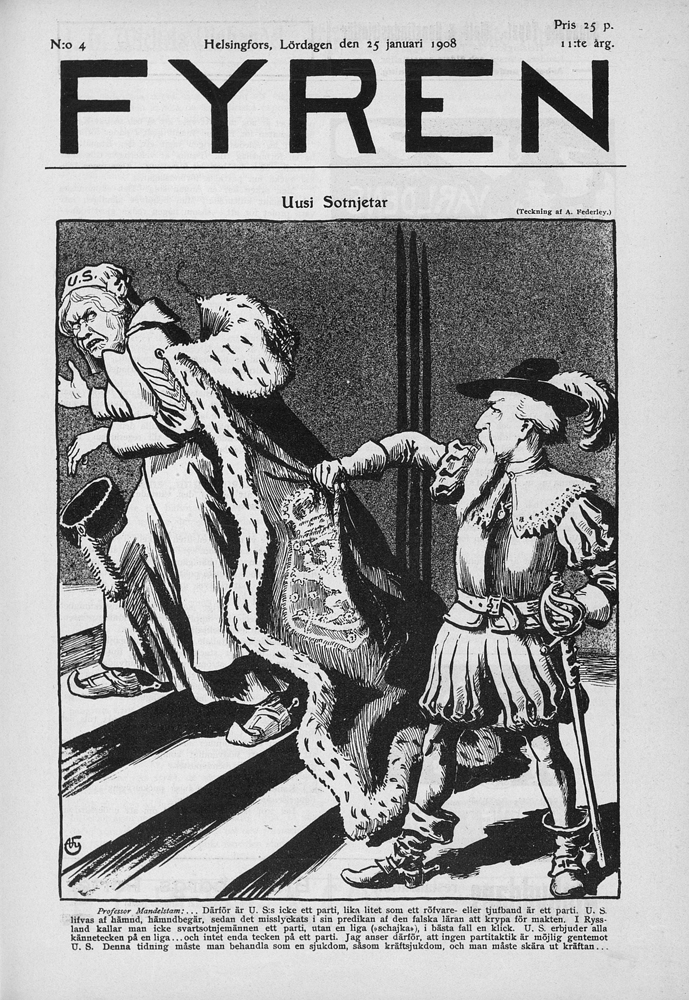 Pris 25 p.
N:o 4 Helsingfors, Lördagen den 25 januari 1908 11:te årg.
FYREN
Uusi Sotnjetar
(Teckning af A. Federley.)
U.S.
Professor Mandelstam: ... Därför är U. S:s icke ett parti, lika litet som ett röfvare- eller tjufband är ett parti. U. S.
lifvas af hämnd, hämndbegär, sedan det misslyckats i sin predikan af den falska läran att krypa för makten. I Ryss-
land kallar man icke svartsotnjemännen ett parti, utan en liga (»schajka»), i bästa fall en klick. U. S. erbjuder alla
kännetecken på en liga ... och intet enda tecken på ett parti. Jag anser därför, att ingen partitaktik är möjlig gentemot
U. S. Denna tidning måste man behandla som en sjukdom, såsom kräftsjukdom, och man måste skära ut kräftan ...